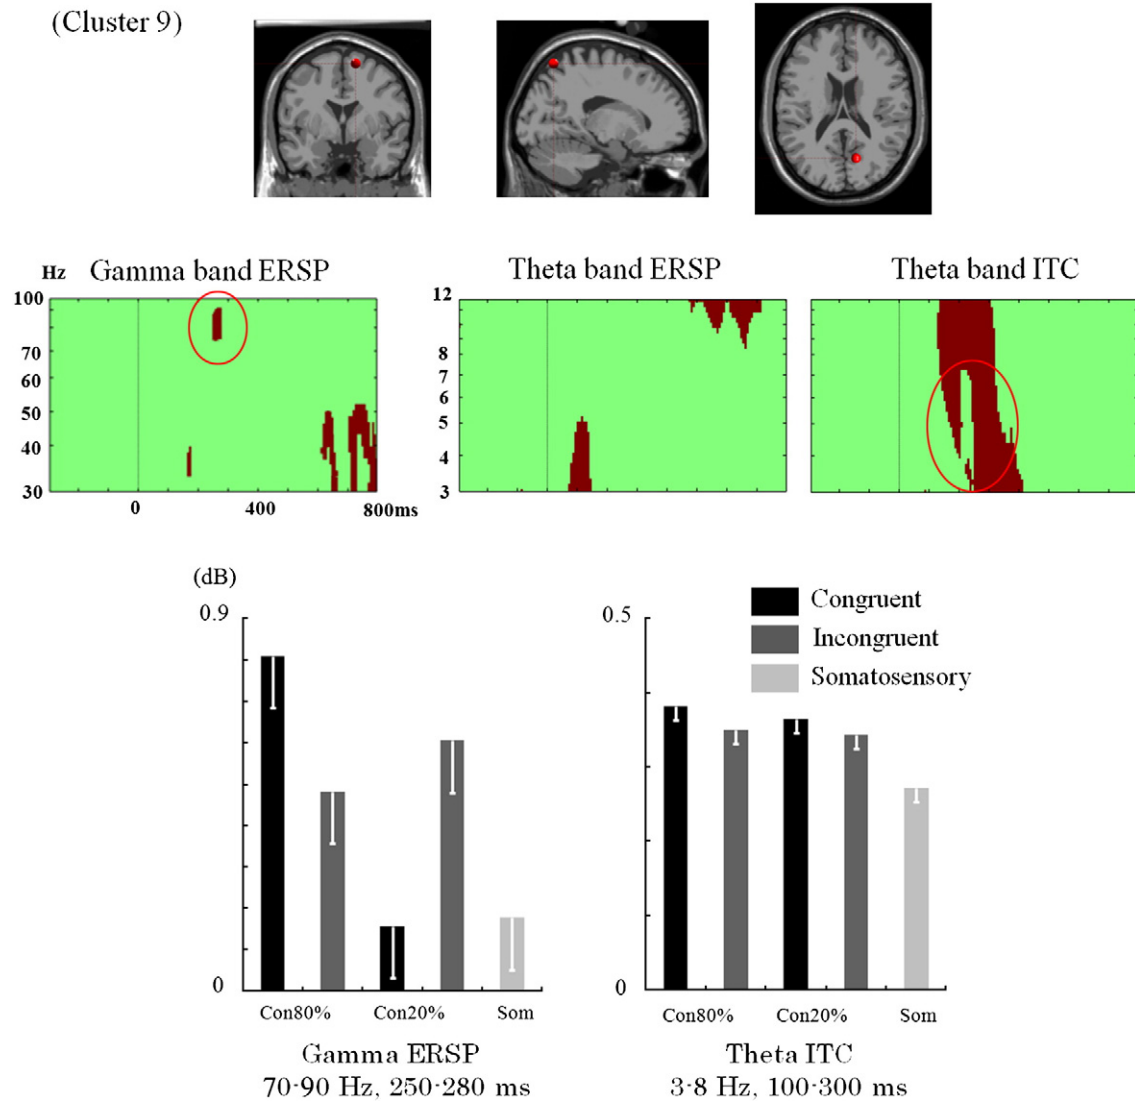 (Cluster 9)
Hz
Gamma band ERSP
Theta band ERSP
Theta band ITC
100
70
60
50
40
30
0
400
800ms
12
8
7
6
5
4
3
(dB)
0.9
0
Con80%
Con20%
Som
Gamma ERSP
70-90 Hz, 250-280 ms
0.5
0
Congruent
Incongruent
Somatosensory
Con80%
Con20%
Som
Theta ITC
3-8 Hz, 100-300 ms